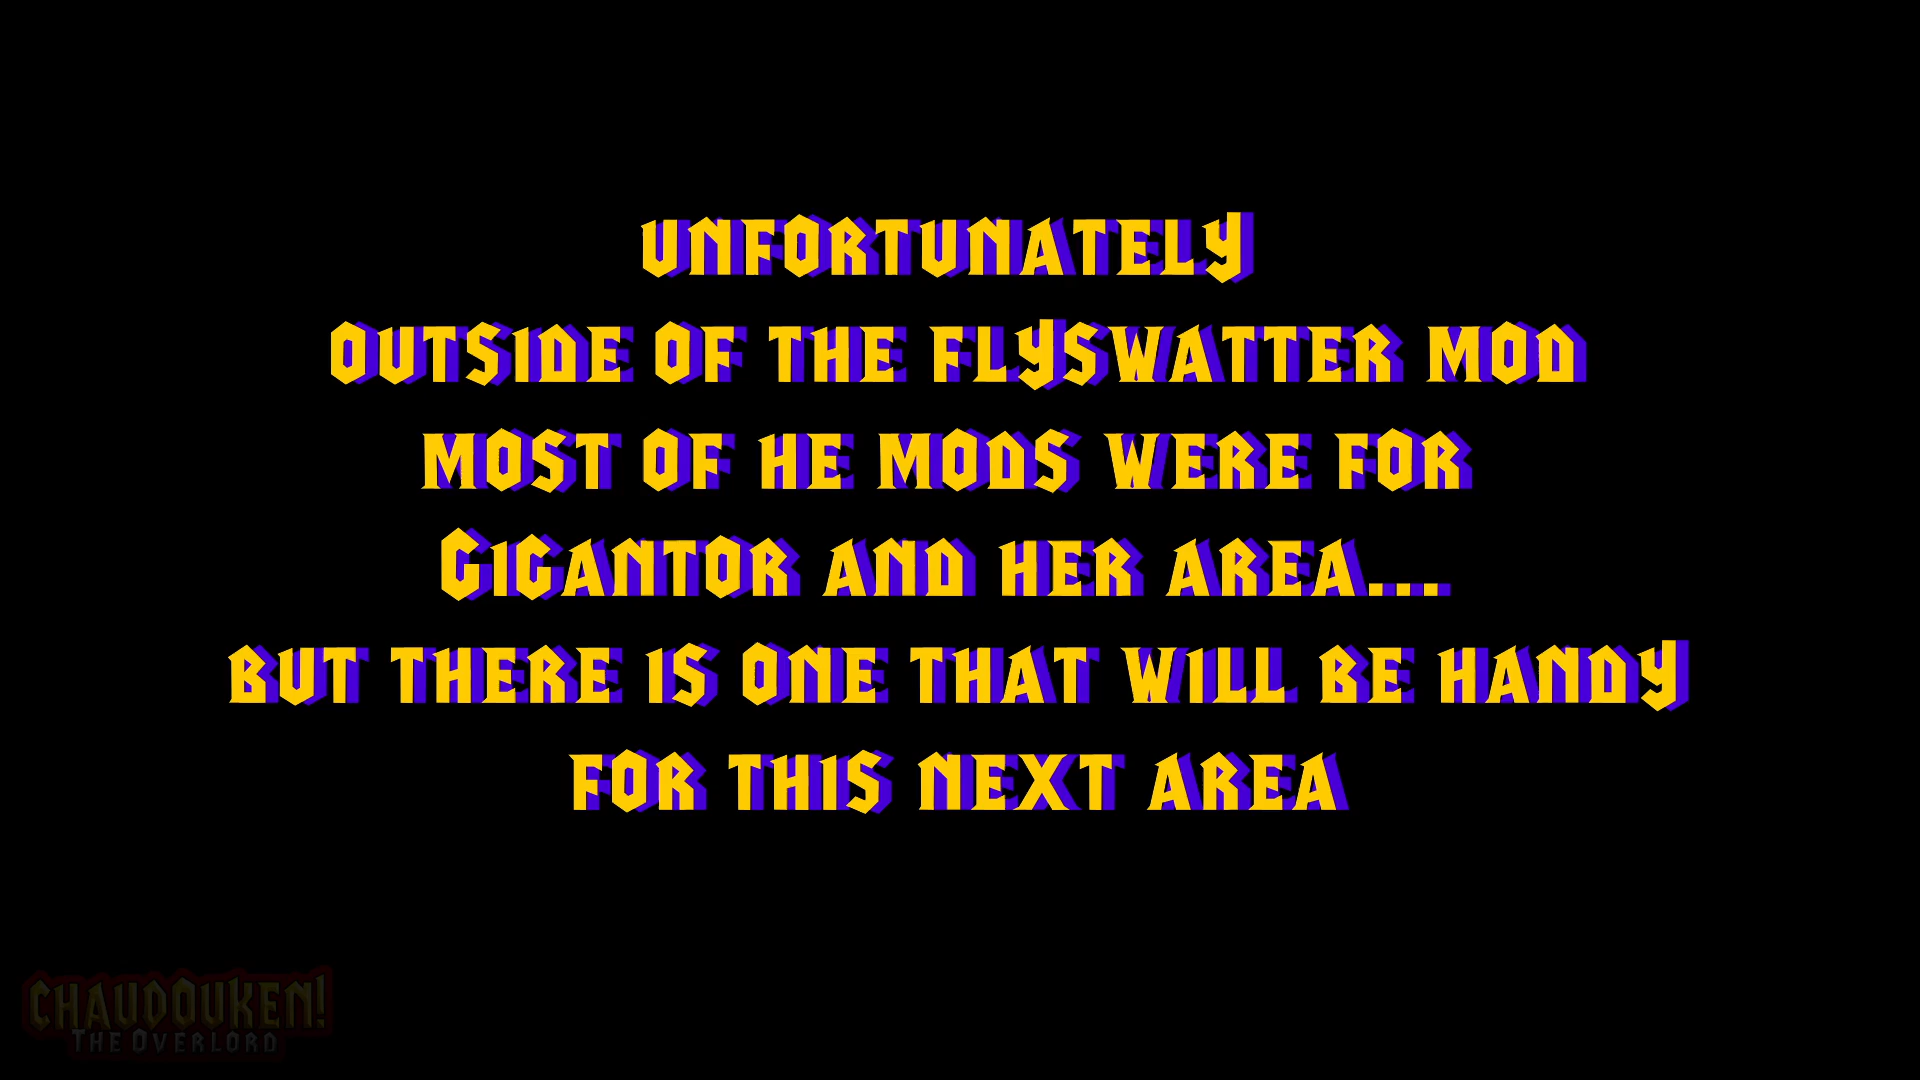 UNFORTUNATELY
OUTSIDE OF THE FLYSWATTER MOD
MOST OF HE MODS WERE FOR
GIGANTOR AND HER AREA....
BUT THERE IS ONE THAT WILL BE HANDY
FOR THIS NEXT AREA
CHAUDOUKEN!
THE OVERLORD